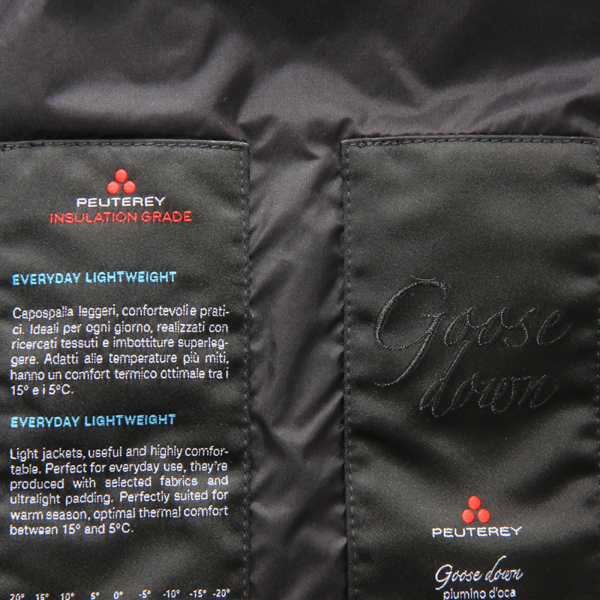 PEUTEREY
INSULATION GRADE
EVERYDAY LIGHTWEIGHT
Capospalla leggeri, confortevoli e prati-
ci. Ideali per ogni giorno, realizzati con
ricercati tessuti e imbottiture superleg-
gere. Adatti alle temperature più miti,
hanno un comfort termico ottimale tra i
15° e i 5°C.
EVERYDAY LIGHTWEIGHT
Light jackets, useful and highly comfor-
table. Perfect for everyday use, they're
produced with selected fabrics and
ultralight padding. Perfectly suited for
warm season, optimal thermal comfort
between 15° and 5°C.
20° 15° 10° 5° 0° -5° -10° -15° -20°
Goose
down
PEUTEREY
Goose down
piumino d'oca